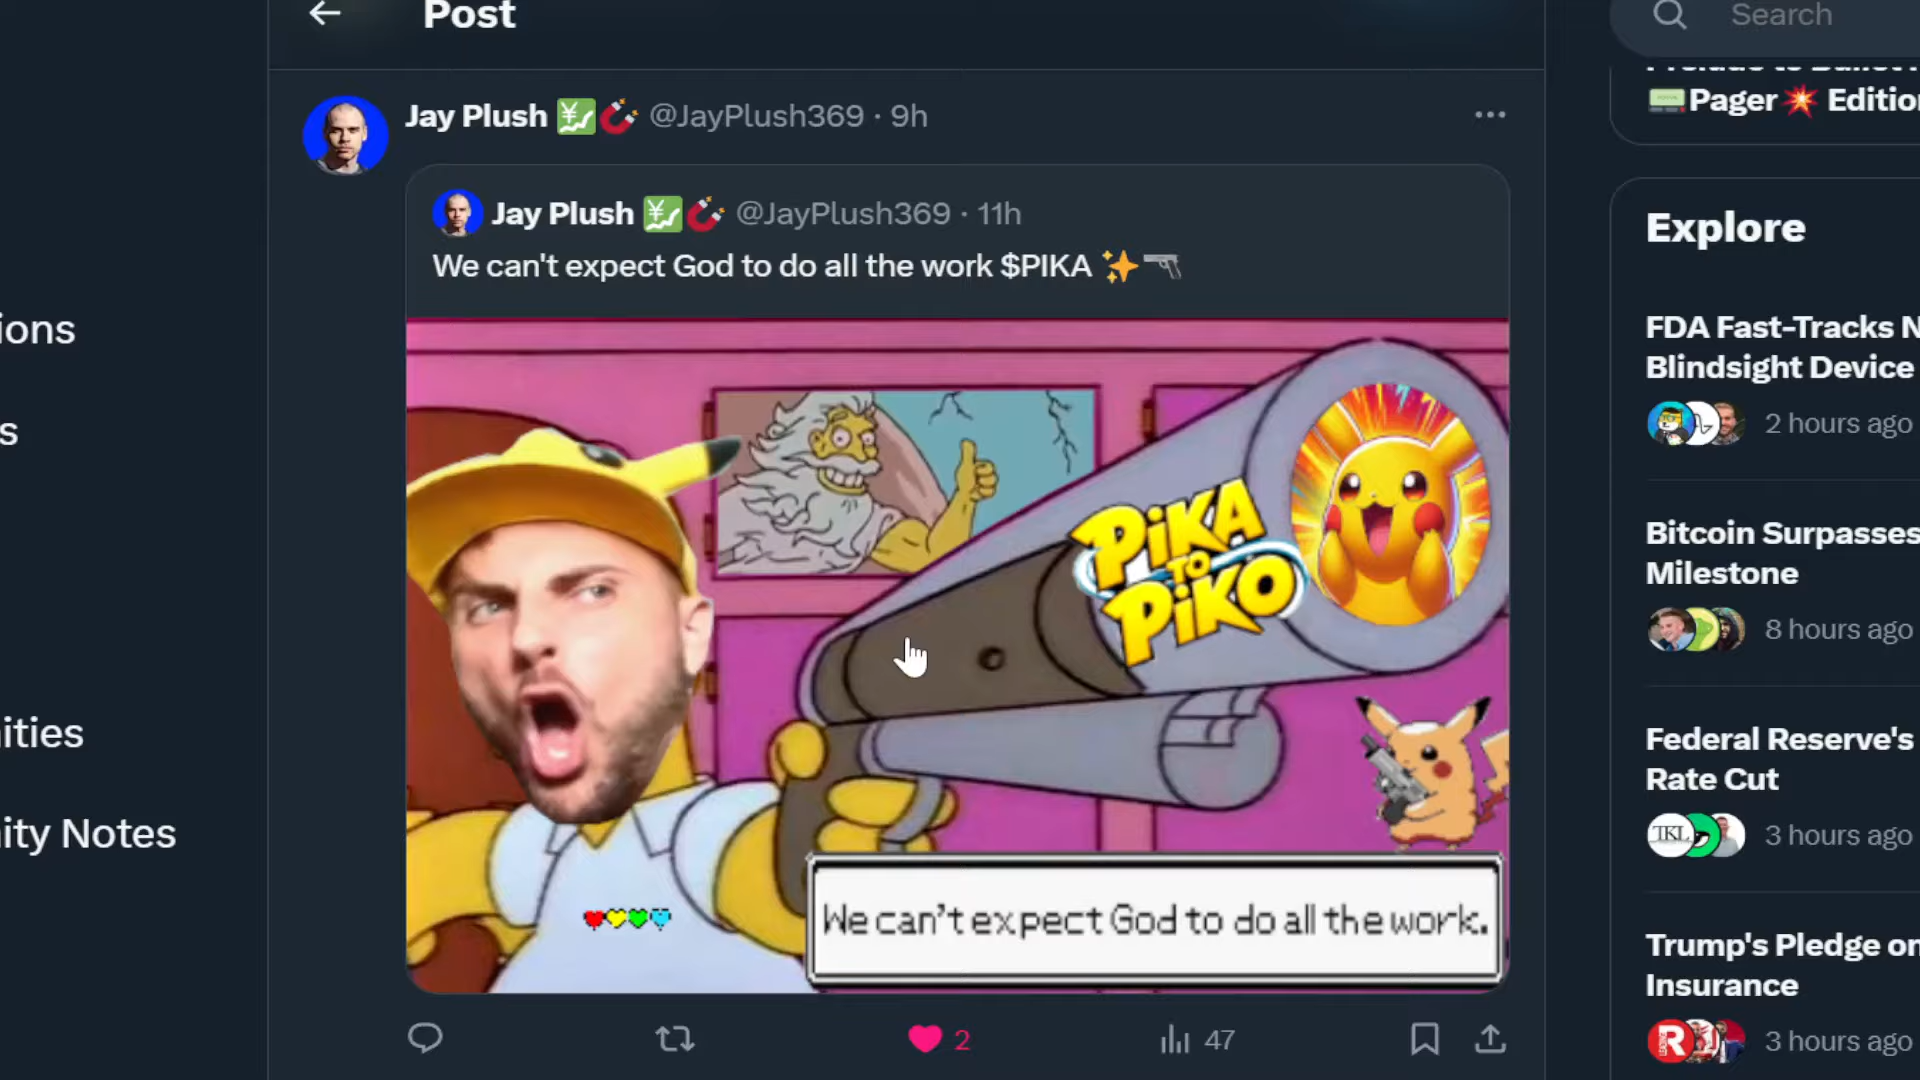 Post
Search
Jay Plush @JayPlush369 · 9h
Jay Plush @JayPlush369 · 11h
We can't expect God to do all the work $PIKA
PiKA
TO
PiKO
We can't expect God to do all the work.
2
47
ions
s
ities
ity Notes
Pager Edition
Explore
FDA Fast-Tracks N
Blindsight Device
2 hours ago
Bitcoin Surpasses
Milestone
8 hours ago
Federal Reserve's
Rate Cut
TKL
3 hours ago
Trump's Pledge on
Insurance
R
3 hours ago